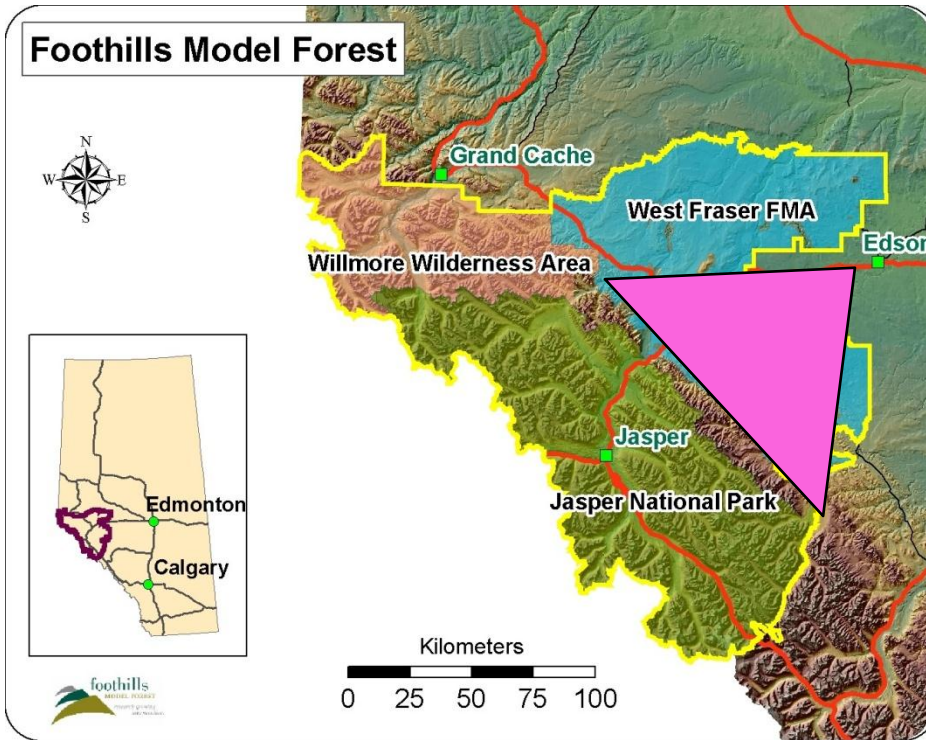 Foothills Model Forest
N
W
E
S
Grand Cache
West Fraser FMA
Edson
Willmore Wilderness Area
Jasper
Jasper National Park
Edmonton
Calgary
Kilometers
0 25 50 75 100
foothills
MODEL FOREST